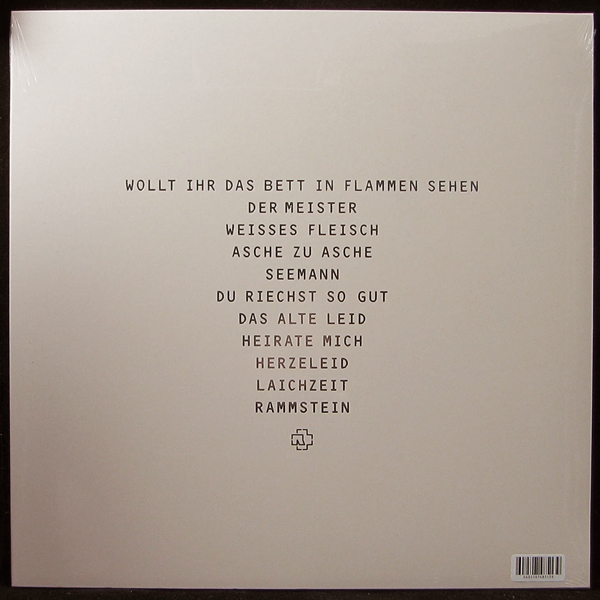 WOLLT IHR DAS BETT IN FLAMMEN SEHEN
DER MEISTER
WEISSES FLEISCH
ASCHE ZU ASCHE
SEEMANN
DU RIECHST SO GUT
DAS ALTE LEID
HEIRATE MICH
HERZELEID
LAICHZEIT
RAMMSTEIN